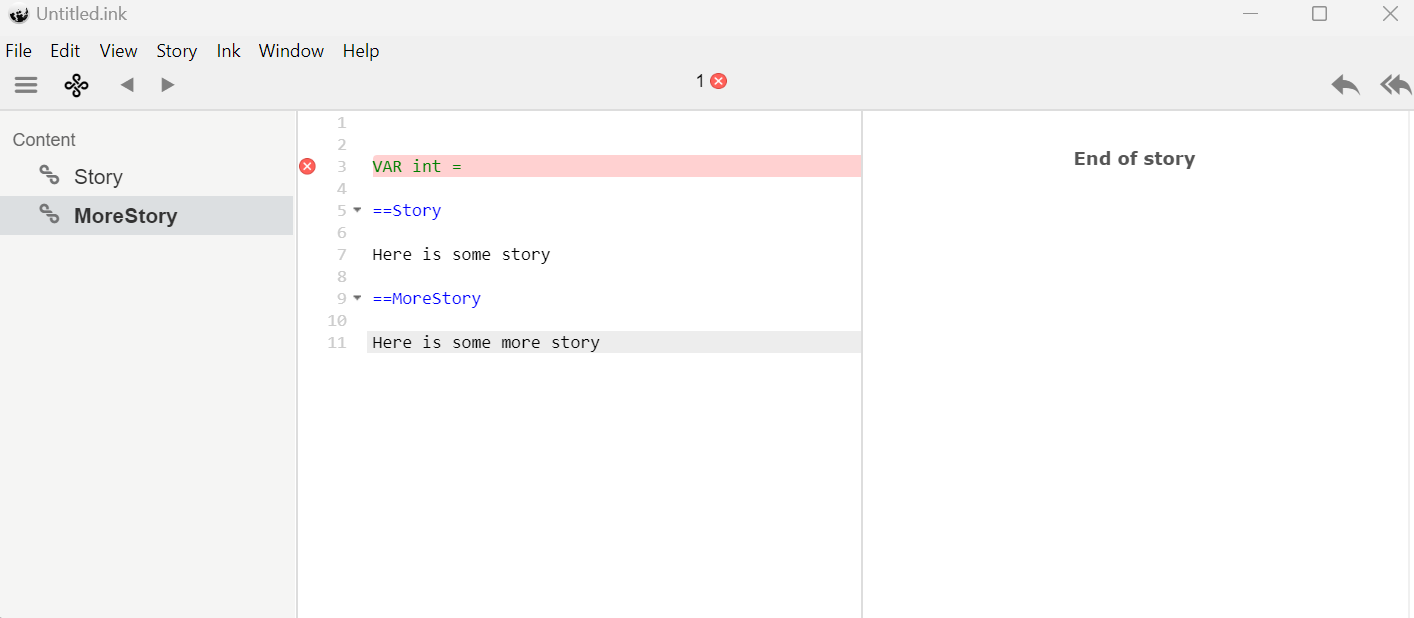 Untitled.ink
File Edit View Story Ink Window Help
1
Content
Story
MoreStory
1
2
3 VAR int =
4
5 ==Story
6
7 Here is some story
8
9 ==MoreStory
10
11 Here is some more story
End of story